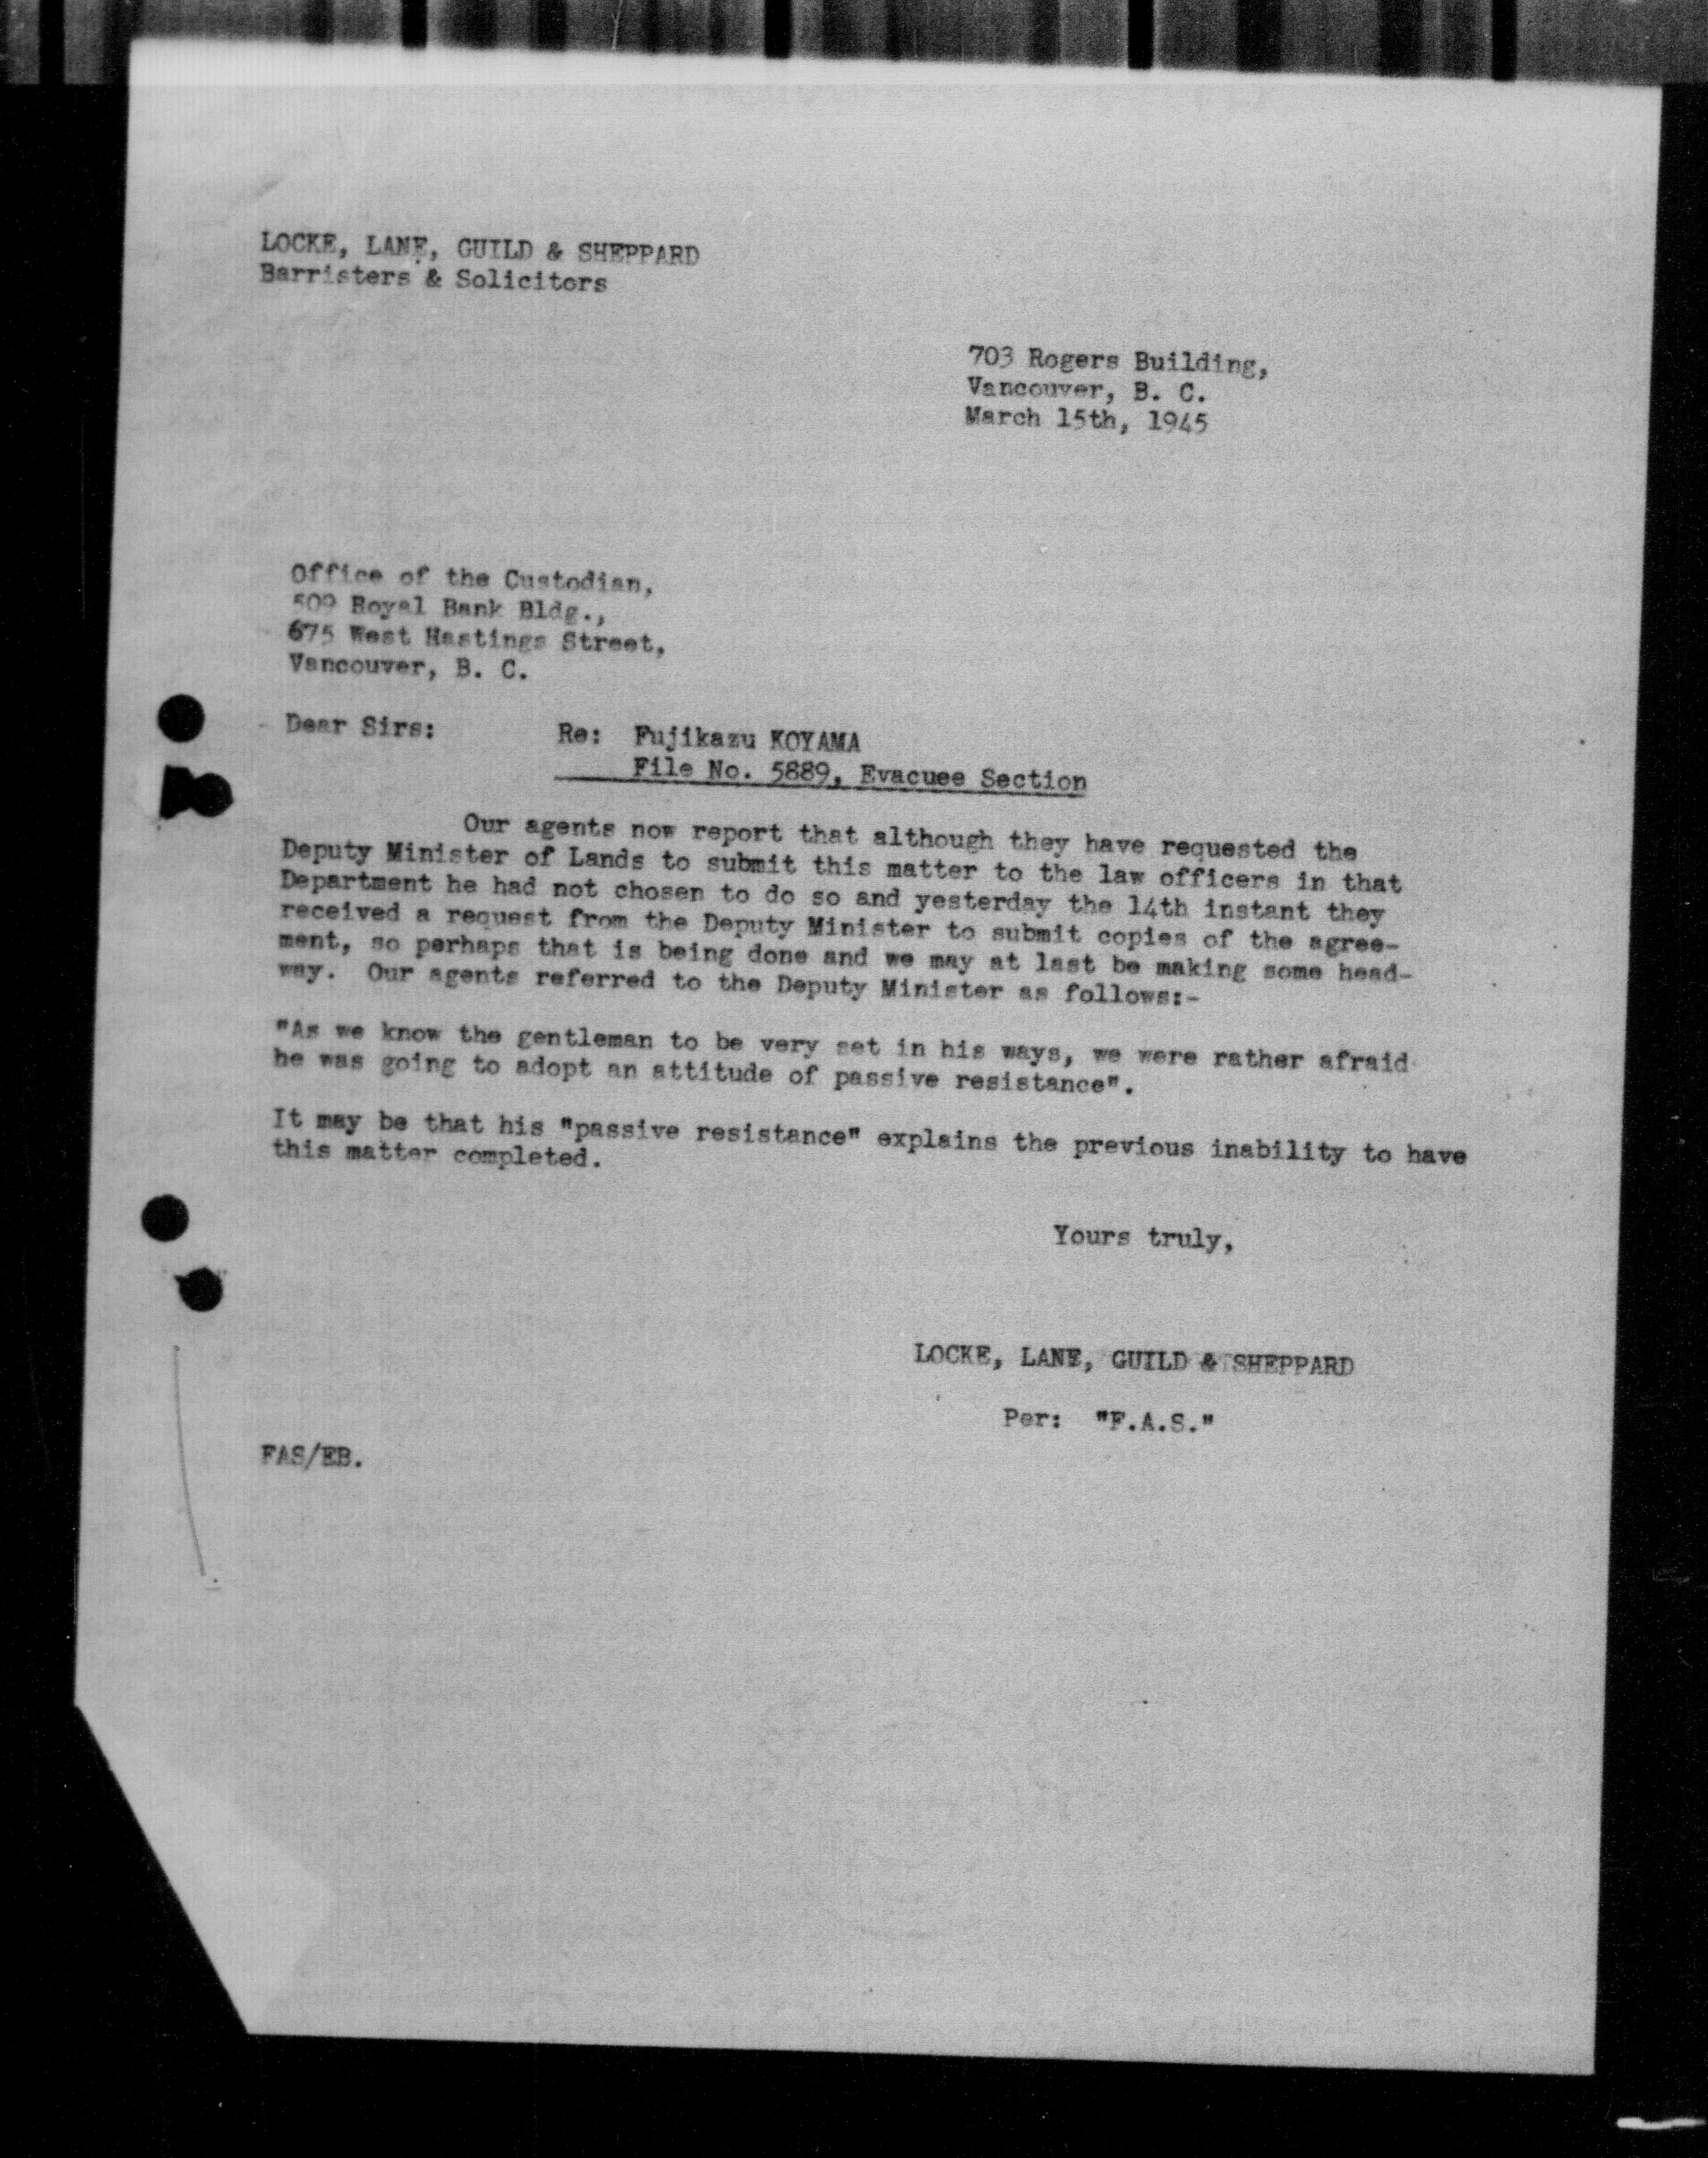 LOCKE, LANE, GUILD & SHEPPARD
Barristers & Solicitors
703 Rogers Building,
Vancouver, B. C.
March 15th, 1945
Office of the Custodian,
509 Royal Bank Bldg.,
675 West Hastings Street,
Vancouver, B. C.
Dear Sirs:
Re: Fujikazu KOYAMA
File No. 5889, Evacuee Section
Our agents now report that although they have requested the
Deputy Minister of Lands to submit this matter to the law officers in that
Department he had not chosen to do so and yesterday the 14th instant they
received a request from the Deputy Minister to submit copies of the agree-
ment, so perhaps that is being done and we may at last be making some head-
way. Our agents referred to the Deputy Minister as follows:-
"As we know the gentleman to be very set in his ways, we were rather afraid
he was going to adopt an attitude of passive resistance".
It may be that his "passive resistance" explains the previous inability to have
this matter completed.
Yours truly,
LOCKE, LANE, GUILD & SHEPPARD
Per: "F.A.S."
FAS/EB.